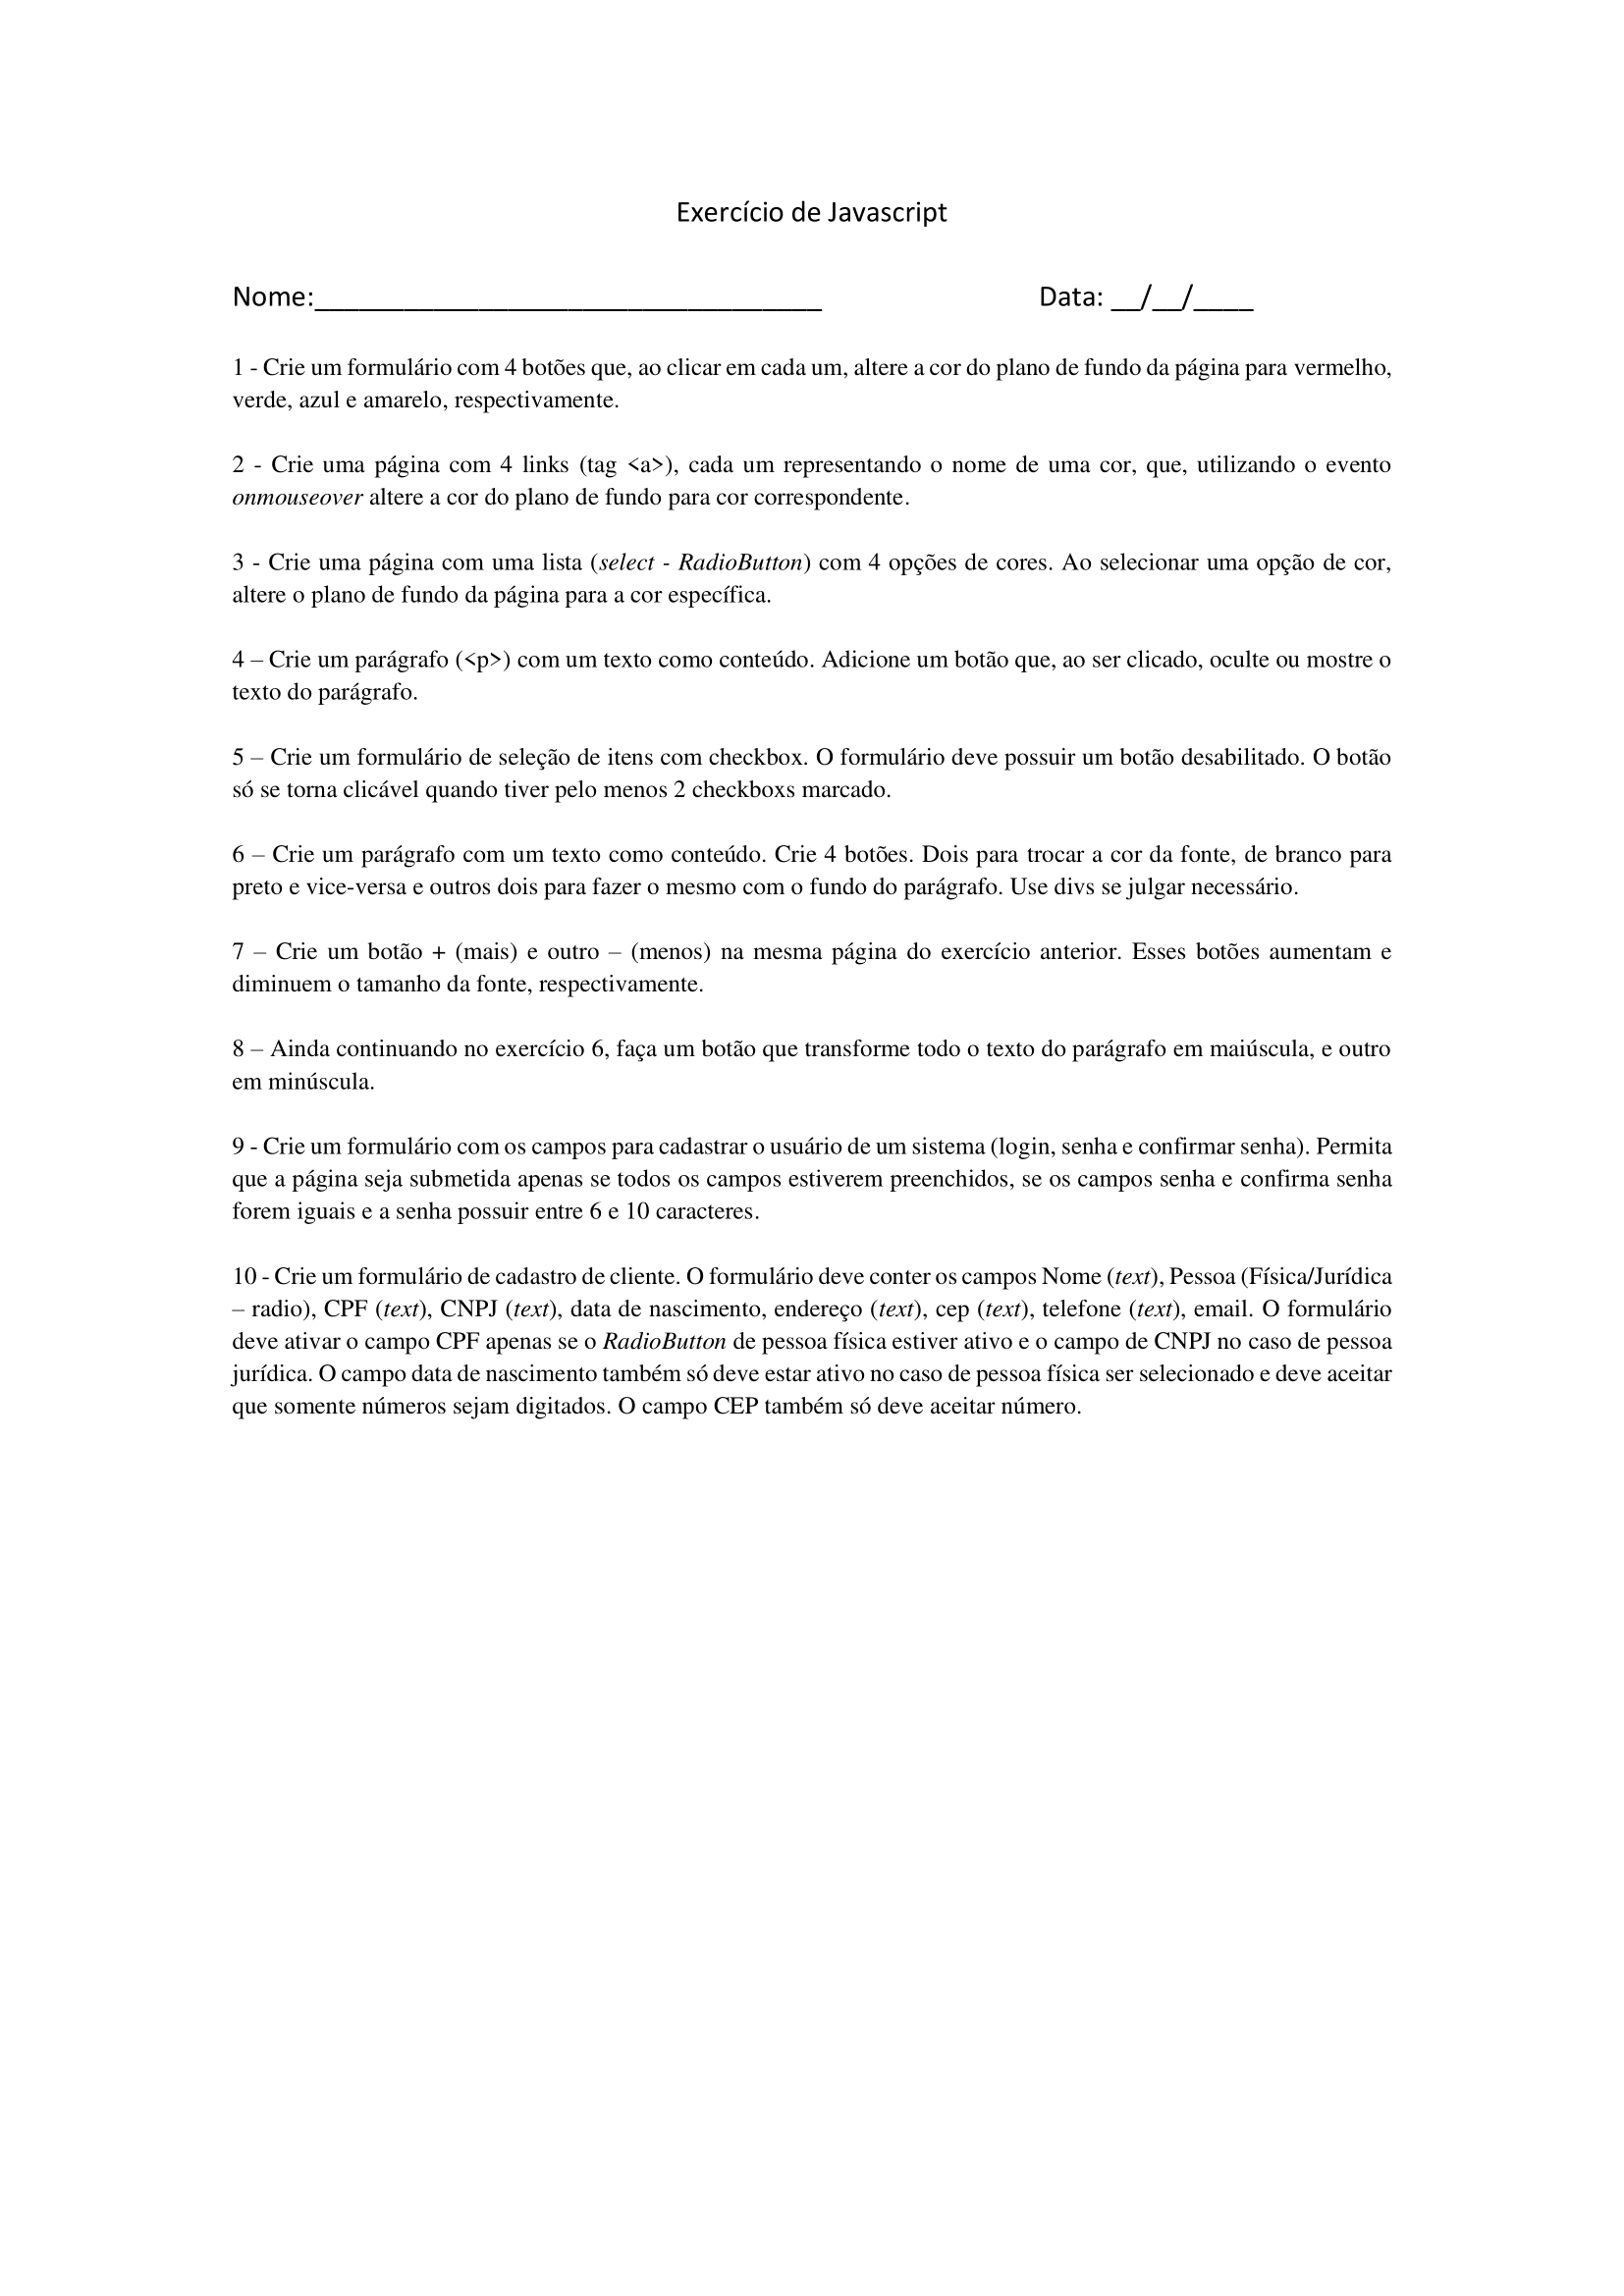 Exercício de Javascript
Nome:__________________________________ Data: __/__/____
1 - Crie um formulário com 4 botões que, ao clicar em cada um, altere a cor do plano de fundo da página para vermelho,
verde, azul e amarelo, respectivamente.
2 - Crie uma página com 4 links (tag <a>), cada um representando o nome de uma cor, que, utilizando o evento
onmouseover altere a cor do plano de fundo para cor correspondente.
3 - Crie uma página com uma lista (select - RadioButton) com 4 opções de cores. Ao selecionar uma opção de cor,
altere o plano de fundo da página para a cor específica.
4 – Crie um parágrafo (<p>) com um texto como conteúdo. Adicione um botão que, ao ser clicado, oculte ou mostre o
texto do parágrafo.
5 – Crie um formulário de seleção de itens com checkbox. O formulário deve possuir um botão desabilitado. O botão
só se torna clicável quando tiver pelo menos 2 checkboxs marcado.
6 – Crie um parágrafo com um texto como conteúdo. Crie 4 botões. Dois para trocar a cor da fonte, de branco para
preto e vice-versa e outros dois para fazer o mesmo com o fundo do parágrafo. Use divs se julgar necessário.
7 – Crie um botão + (mais) e outro – (menos) na mesma página do exercício anterior. Esses botões aumentam e
diminuem o tamanho da fonte, respectivamente.
8 – Ainda continuando no exercício 6, faça um botão que transforme todo o texto do parágrafo em maiúscula, e outro
em minúscula.
9 - Crie um formulário com os campos para cadastrar o usuário de um sistema (login, senha e confirmar senha). Permita
que a página seja submetida apenas se todos os campos estiverem preenchidos, se os campos senha e confirma senha
forem iguais e a senha possuir entre 6 e 10 caracteres.
10 - Crie um formulário de cadastro de cliente. O formulário deve conter os campos Nome (text), Pessoa (Física/Jurídica
– radio), CPF (text), CNPJ (text), data de nascimento, endereço (text), cep (text), telefone (text), email. O formulário
deve ativar o campo CPF apenas se o RadioButton de pessoa física estiver ativo e o campo de CNPJ no caso de pessoa
jurídica. O campo data de nascimento também só deve estar ativo no caso de pessoa física ser selecionado e deve aceitar
que somente números sejam digitados. O campo CEP também só deve aceitar número.